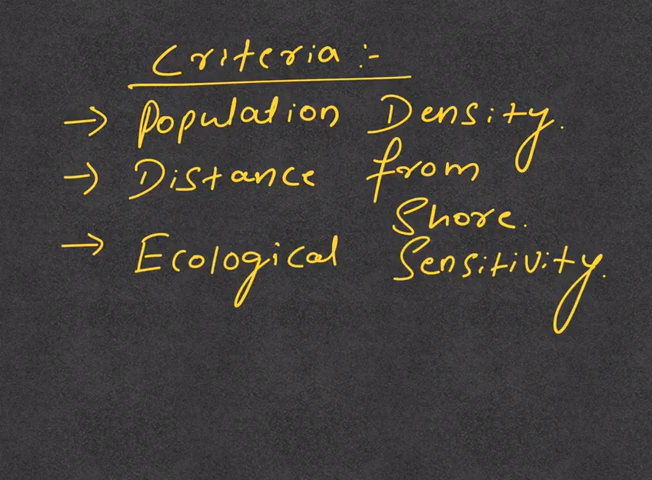 Criteria :-
→ Population Density.
→ Distance from
Shore.
→ Ecological Sensitivity.